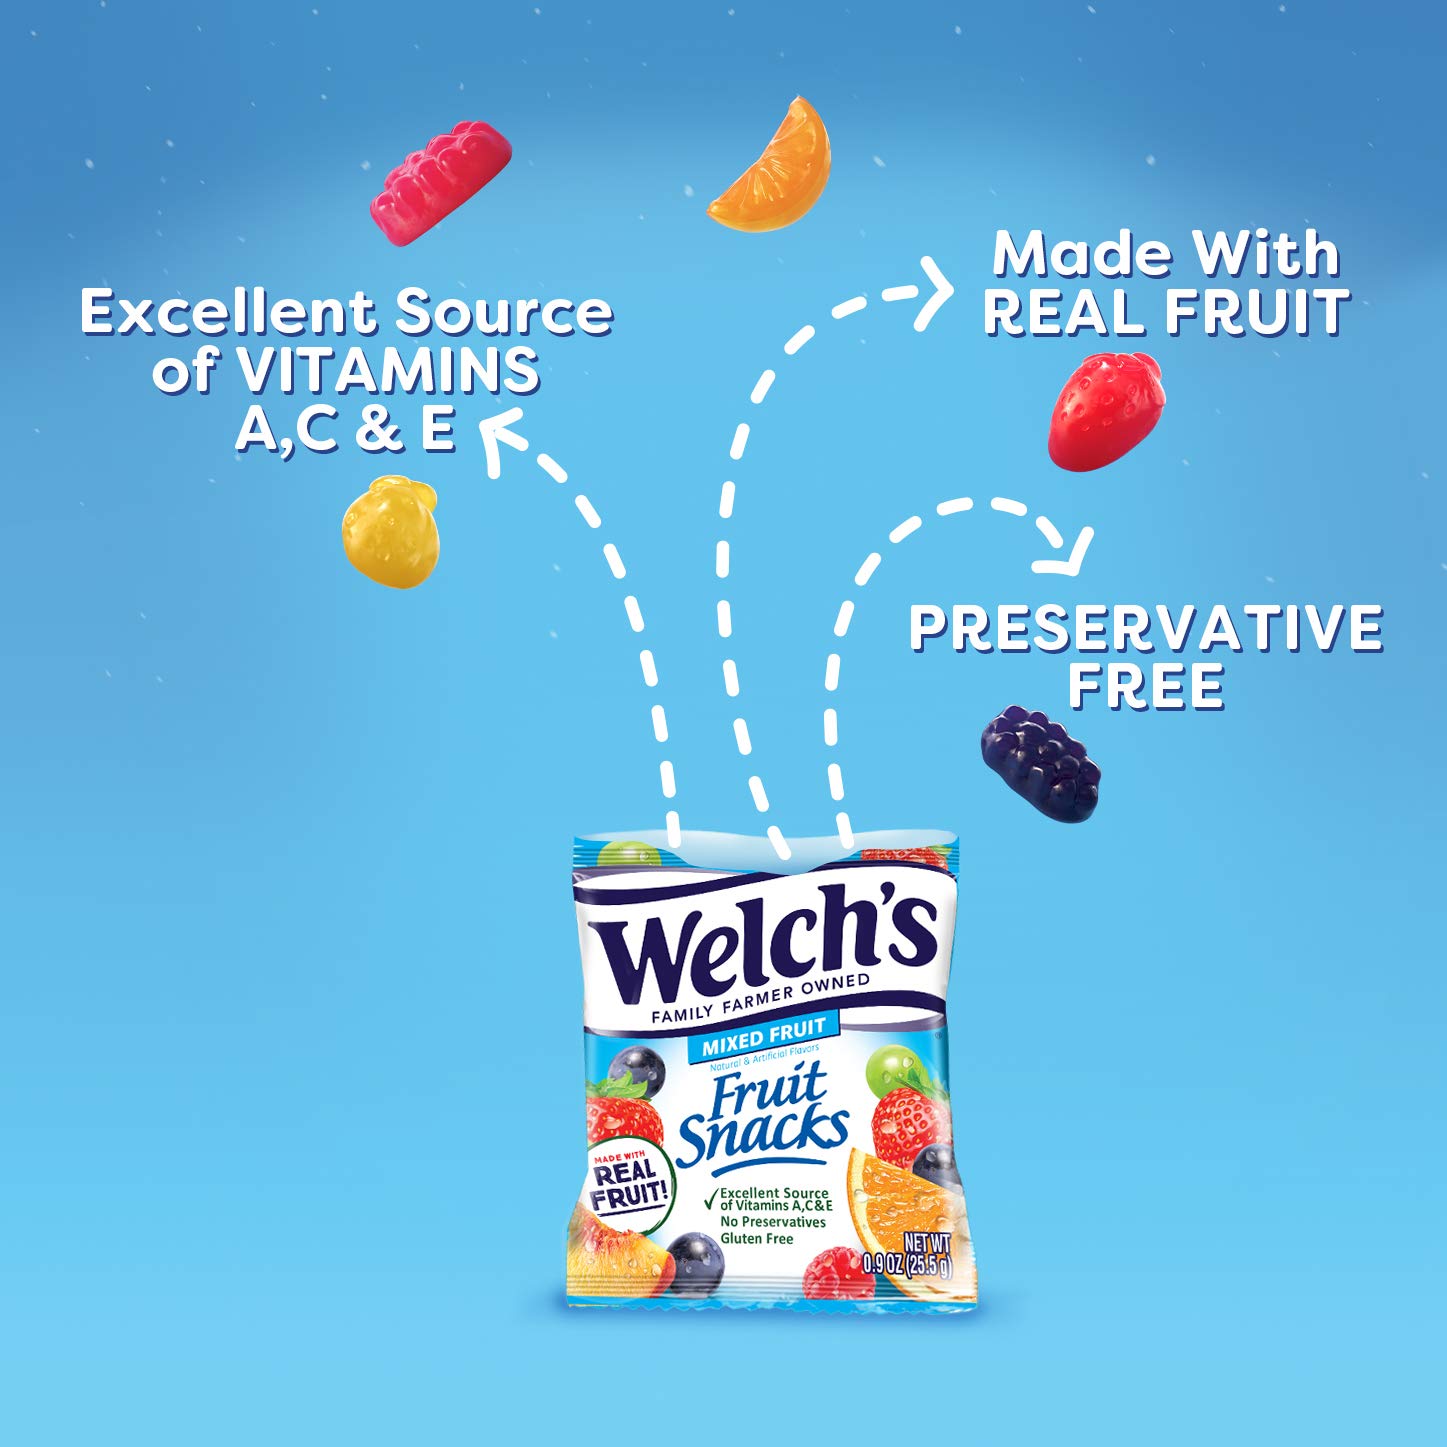 Excellent Source
of VITAMINS
A,C & E
Made With
REAL FRUIT
PRESERVATIVE
FREE
Welch's
FAMILY FARMER OWNED
MIXED FRUIT
Natural & Artificial Flavors
Fruit
Snacks
MADE WITH
REAL
FRUIT!
✓Excellent Source
of Vitamins A,C&E
No Preservatives
Gluten Free
NET WT
0.9 OZ (25.5 g)